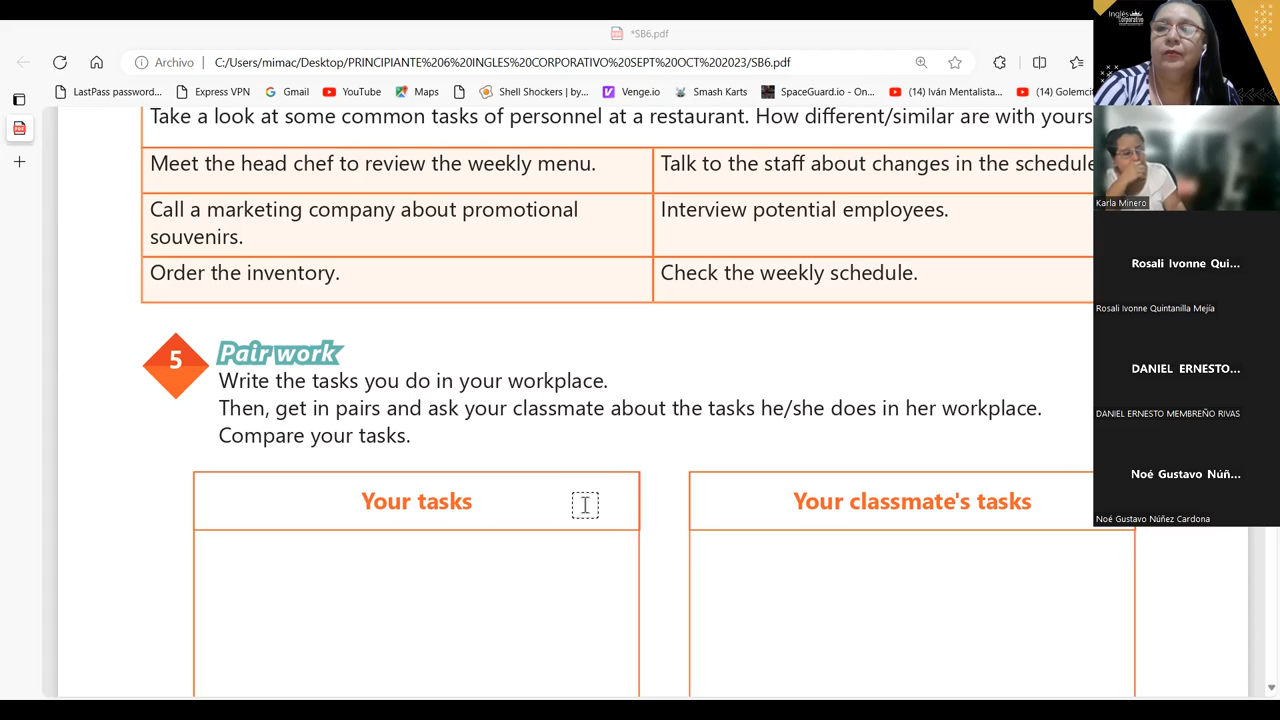 *SB6.pdf
Archivo
C:/Users/mimac/Desktop/PRINCIPIANTE%206%20INGLES%20CORPORATIVO%20SEPT%20OCT%202023/SB6.pdf
LastPass password... Express VPN Gmail YouTube Maps Shell Shockers | by... Venge.io Smash Karts SpaceGuard.io - On... (14) Iván Mentalista... (14) Golemcit
Take a look at some common tasks of personnel at a restaurant. How different/similar are with yours
Meet the head chef to review the weekly menu.
Talk to the staff about changes in the schedule
Call a marketing company about promotional
souvenirs.
Interview potential employees.
Order the inventory.
Check the weekly schedule.
5
Pair work
Write the tasks you do in your workplace.
Then, get in pairs and ask your classmate about the tasks he/she does in her workplace.
Compare your tasks.
Your tasks
Your classmate's tasks
Inglés
Corporativo
Karla Minero
Rosali Ivonne Qui...
Rosali Ivonne Quintanilla Mejía
DANIEL ERNESTO...
DANIEL ERNESTO MEMBREÑO RIVAS
Noé Gustavo Núñ...
Noé Gustavo Núñez Cardona